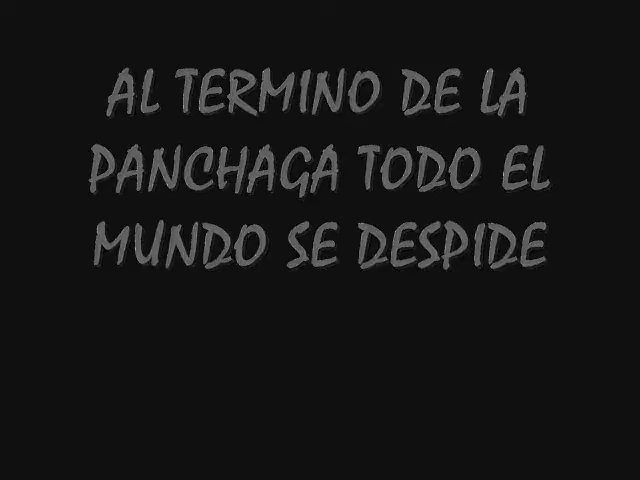 AL TERMINO DE LA
PANCHAGA TODO EL
MUNDO SE DESPIDE